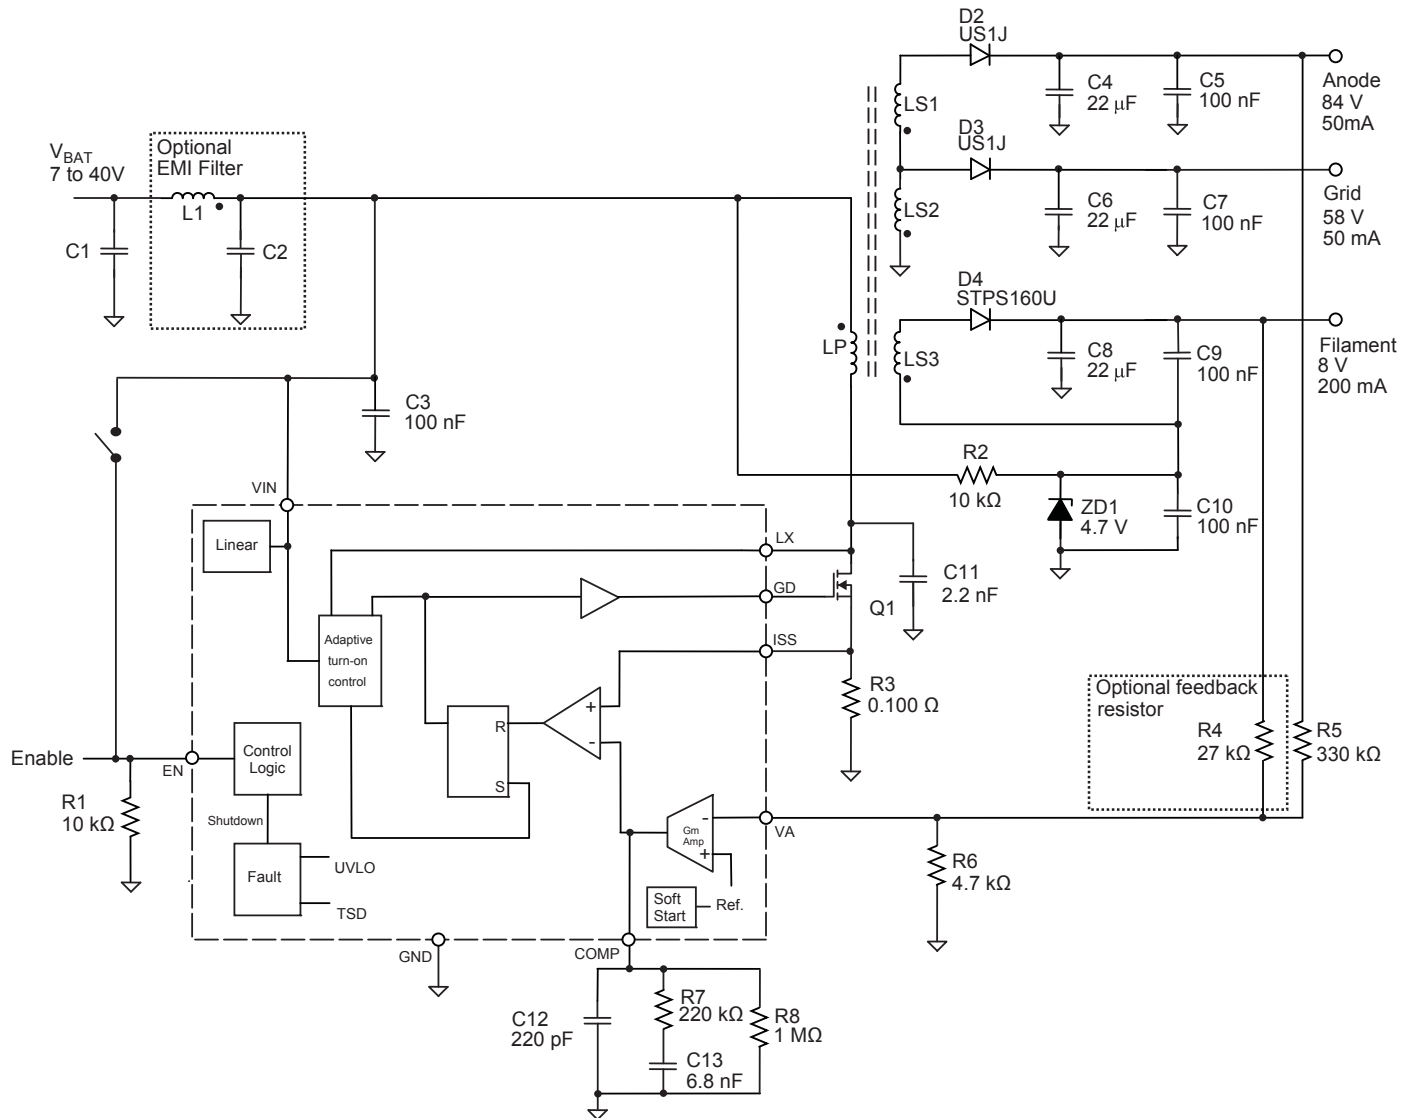 D2
US1J
LS1
C4
22 μF
C5
100 nF
Anode
84 V
50mA
D3
US1J
LS2
C6
22 μF
C7
100 nF
Grid
58 V
50 mA
VBAT
7 to 40V
Optional
EMI Filter
L1
C1
C2
D4
STPS160U
LP
LS3
C8
22 μF
C9
100 nF
Filament
8 V
200 mA
C3
100 nF
R2
10 kΩ
ZD1
4.7 V
C10
100 nF
VIN
Linear
LX
GD
C11
2.2 nF
Q1
ISS
Adaptive
turn-on
control
R3
0.100 Ω
Optional feedback
resistor
R4
27 kΩ
R5
330 kΩ
+
-
R
S
Enable
EN
Control
Logic
R1
10 kΩ
Shutdown
Fault
UVLO
TSD
Gm
Amp
-
+
VA
Soft
Start
Ref.
R6
4.7 kΩ
GND
COMP
C12
220 pF
R7
220 kΩ
R8
1 MΩ
C13
6.8 nF